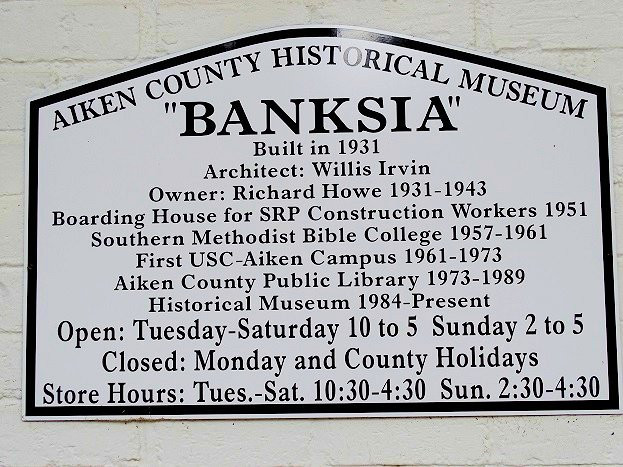 AIKEN COUNTY HISTORICAL MUSEUM
"BANKSIA"
Built in 1931
Architect: Willis Irvin
Owner: Richard Howe 1931-1943
Boarding House for SRP Construction Workers 1951
Southern Methodist Bible College 1957-1961
First USC-Aiken Campus 1961-1973
Aiken County Public Library 1973-1989
Historical Museum 1984-Present
Open: Tuesday-Saturday 10 to 5 Sunday 2 to 5
Closed: Monday and County Holidays
Store Hours: Tues.-Sat. 10:30-4:30 Sun. 2:30-4:30